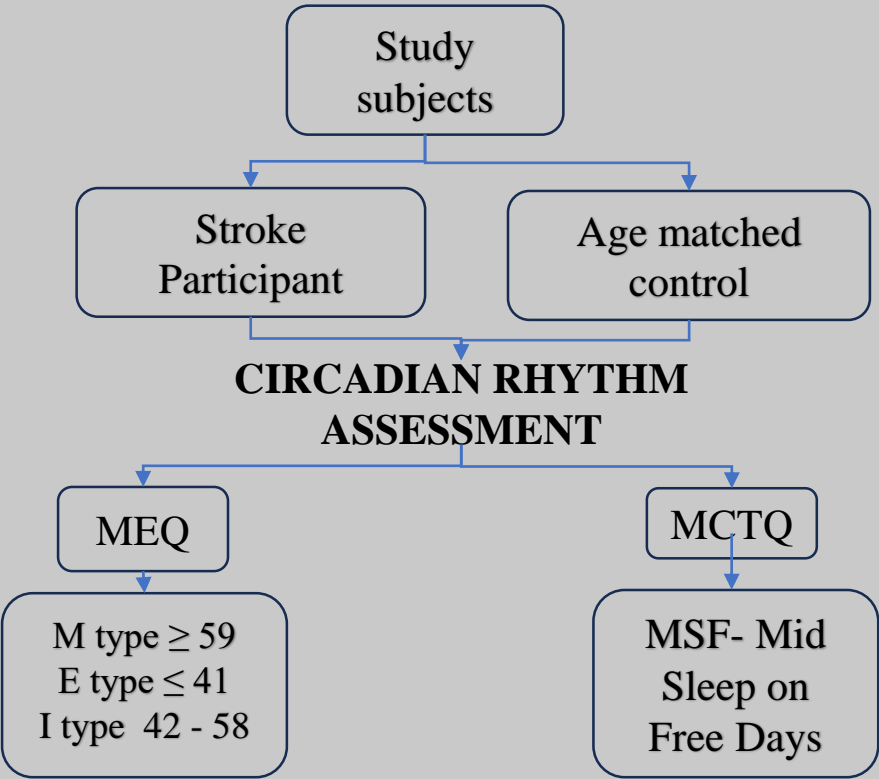 Study
subjects
Stroke
Participant
Age matched
control
CIRCADIAN RHYTHM
ASSESSMENT
MEQ
MCTQ
M type ≥ 59
E type ≤ 41
I type 42 - 58
MSF- Mid
Sleep on
Free Days